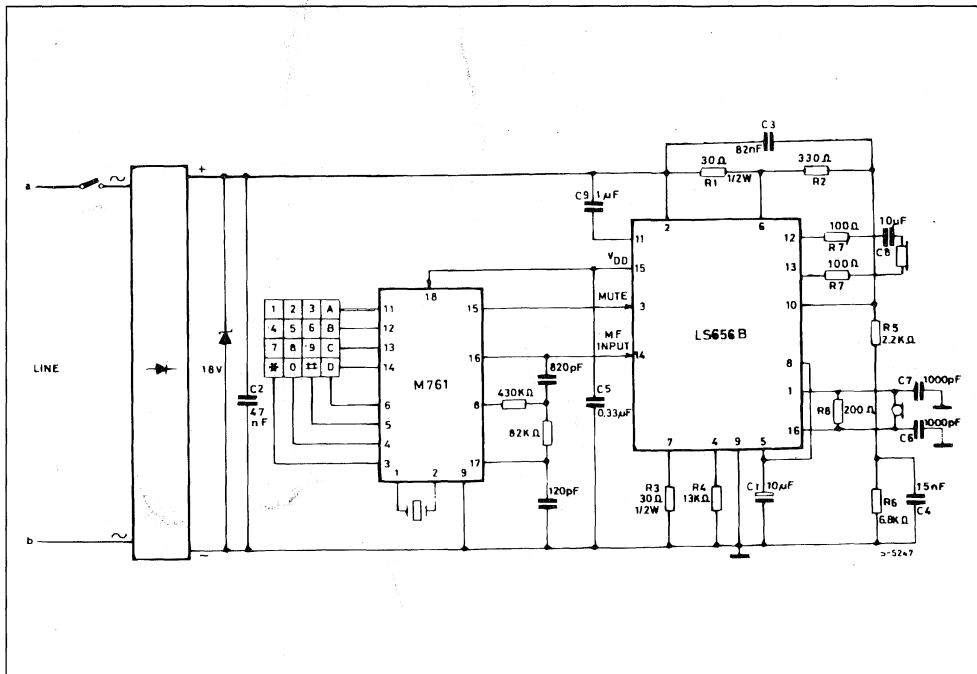 C3
82nF
30Ω
R1
1/2W
330Ω
R2
a
~
+
C9
1µF
2
6
11
12
100Ω
R7'
10µF
C8
VDD
15
13
100Ω
R7
18
MUTE
3
10
1 2 3 A
4 5 6 B
7 8 9 C
* 0 # D
11
12
13
14
6
5
4
3
15
16
8
17
M761
MF
INPUT
14
LS656B
R5
2.2KΩ
LINE
18V
C2
47
nF
820pF
430KΩ
C5
0.33µF
82KΩ
8
1
R8
200Ω
C7
1000pF
16
C6
1000pF
1
2
9
120pF
7
4
9
5
R3
30Ω
1/2W
R4
13KΩ
C1
10µF
R6
6.8KΩ
15nF
C4
b
~
−
5-5247